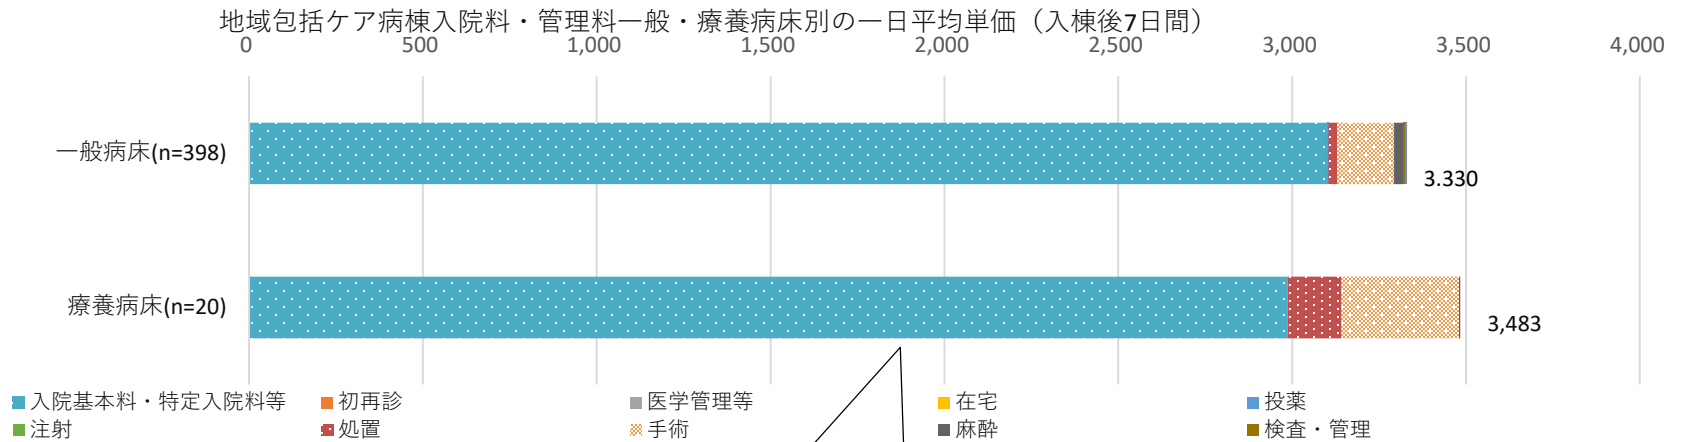 地域包括ケア病棟入院料・管理料一般・療養病床別の一日平均単価（入棟後7日間）
0 500 1,000 1,500 2,000 2,500 3,000 3,500 4,000
一般病床(n=398)
3.330
療養病床(n=20)
3,483
入院基本料・特定入院料等 初再診 医学管理等 在宅 投薬
注射 処置 手術 麻酔 検査・管理